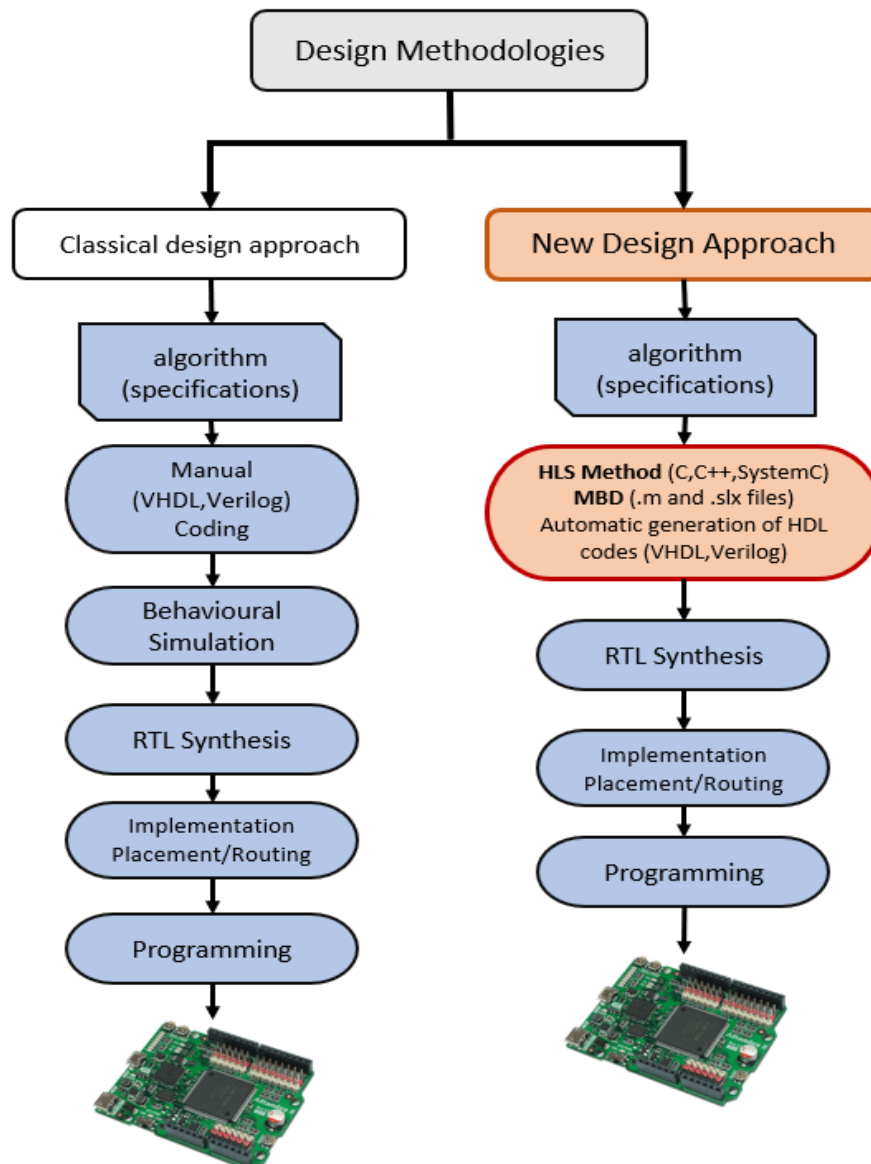 Design Methodologies
Classical design approach
algorithm
(specifications)
Manual
(VHDL,Verilog)
Coding
Behavioural
Simulation
RTL Synthesis
Implementation
Placement/Routing
Programming
New Design Approach
algorithm
(specifications)
HLS Method (C,C++,SystemC)
MBD (.m and .slx files)
Automatic generation of HDL
codes (VHDL,Verilog)
RTL Synthesis
Implementation
Placement/Routing
Programming